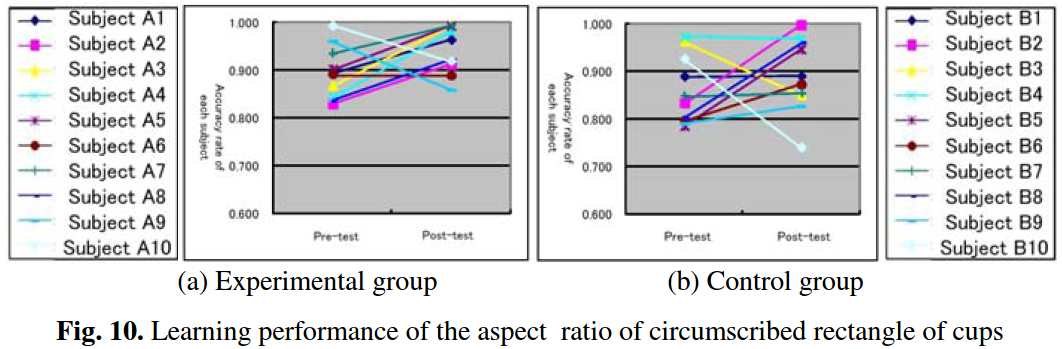 Subject A1
Subject A2
Subject A3
Subject A4
Subject A5
Subject A6
Subject A7
Subject A8
Subject A9
Subject A10
Accuracy rate of
each subject
1.000
0.900
0.800
0.700
0.600
Pre-test Post-test
(a) Experimental group
Accuracy rate of
each subject
1.000
0.900
0.800
0.700
0.600
Pre-test Post-test
Subject B1
Subject B2
Subject B3
Subject B4
Subject B5
Subject B6
Subject B7
Subject B8
Subject B9
Subject B10
(b) Control group
Fig. 10. Learning performance of the aspect ratio of circumscribed rectangle of cups